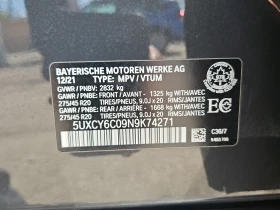 BAYERISCHE MOTOREN WERKE AG
12/21 TYPE: MPV / VTUM
GVWR / PNBV: 2832 kg
GAWR / PNBE: FRONT / AVANT - 1325 kg WITH/AVEC
275/45 R20 TIRES/PNEUS, 9.0J x 20 RIMS/JANTES
GAWR / PNBE: REAR / ARRIERE - 1668 kg WITH/AVEC
275/45 R20 TIRES/PNEUS, 9.0J x 20 RIMS/JANTES
5UXCY6C09N9K74271
EC
C36/7